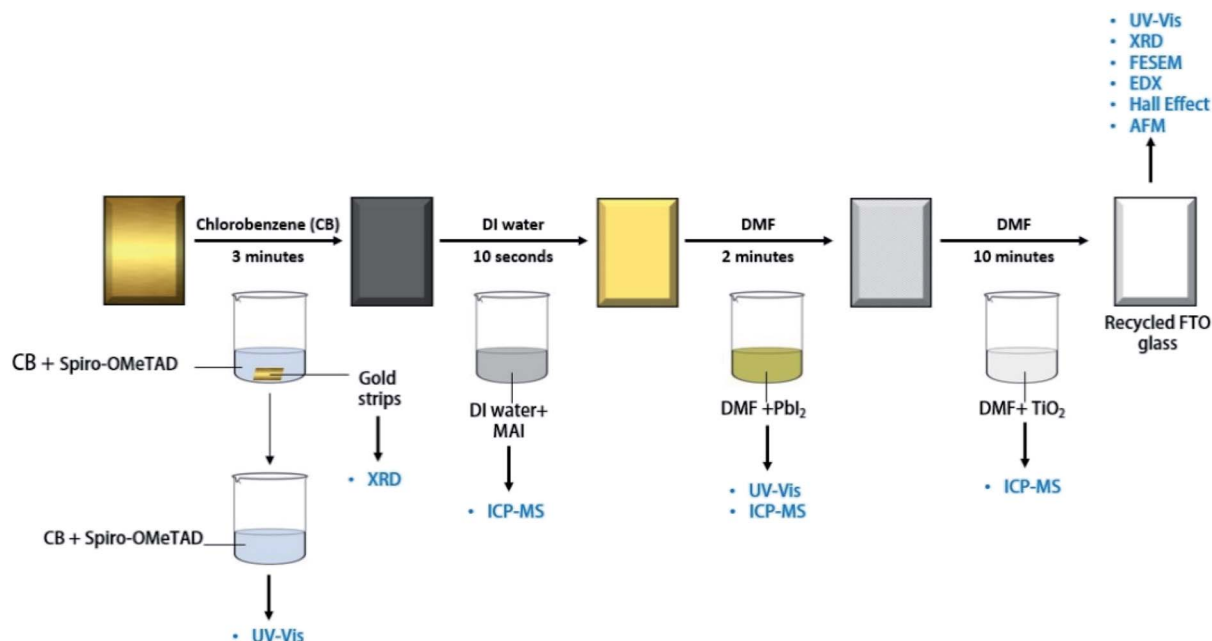 • UV-Vis
• XRD
• FESEM
• EDX
• Hall Effect
• AFM
Chlorobenzene (CB)
3 minutes
DI water
10 seconds
DMF
2 minutes
DMF
10 minutes
Recycled FTO
glass
CB + Spiro-OMeTAD
Gold
strips
• XRD
DI water+
MAI
• ICP-MS
DMF +PbI₂
• UV-Vis
• ICP-MS
DMF+ TiO₂
• ICP-MS
CB + Spiro-OMeTAD
• UV-Vis